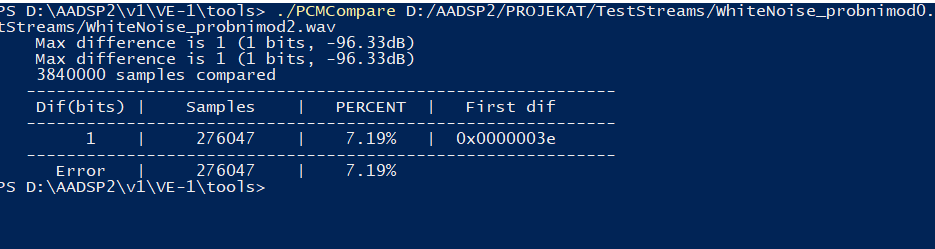 PS D:\AADSP2\v1\VE-1\tools> ./PCMCompare D:/AADSP2/PROJEKAT/TestStreams/WhiteNoise_probnimod0.
tStreams/WhiteNoise_probnimod2.wav
Max difference is 1 (1 bits, -96.33dB)
Max difference is 1 (1 bits, -96.33dB)
3840000 samples compared
------------------------------------------------------------
Dif(bits) | Samples | PERCENT | First dif
------------------------------------------------------------
1 | 276047 | 7.19% | 0x0000003e
------------------------------------------------------------
Error | 276047 | 7.19%
PS D:\AADSP2\v1\VE-1\tools>